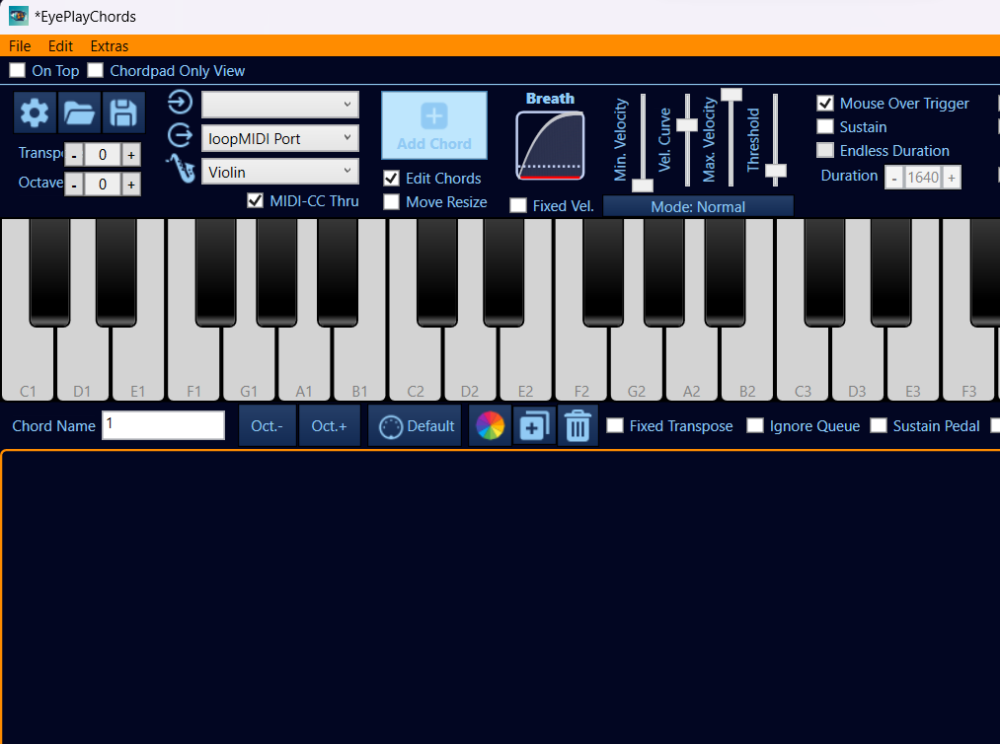 *EyePlayChords
File Edit Extras
On Top Chordpad Only View
Transp - 0 +
Octave - 0 +
loopMIDI Port
Violin
MIDI-CC Thru
Add Chord
Edit Chords
Move Resize
Breath
Fixed Vel.
Min. Velocity
Vel. Curve
Max. Velocity
Threshold
Mode: Normal
Mouse Over Trigger
Sustain
Endless Duration
Duration - 1640 +
C1 D1 E1 F1 G1 A1 B1 C2 D2 E2 F2 G2 A2 B2 C3 D3 E3 F3
Chord Name 1 Oct.- Oct.+ Default Fixed Transpose Ignore Queue Sustain Pedal